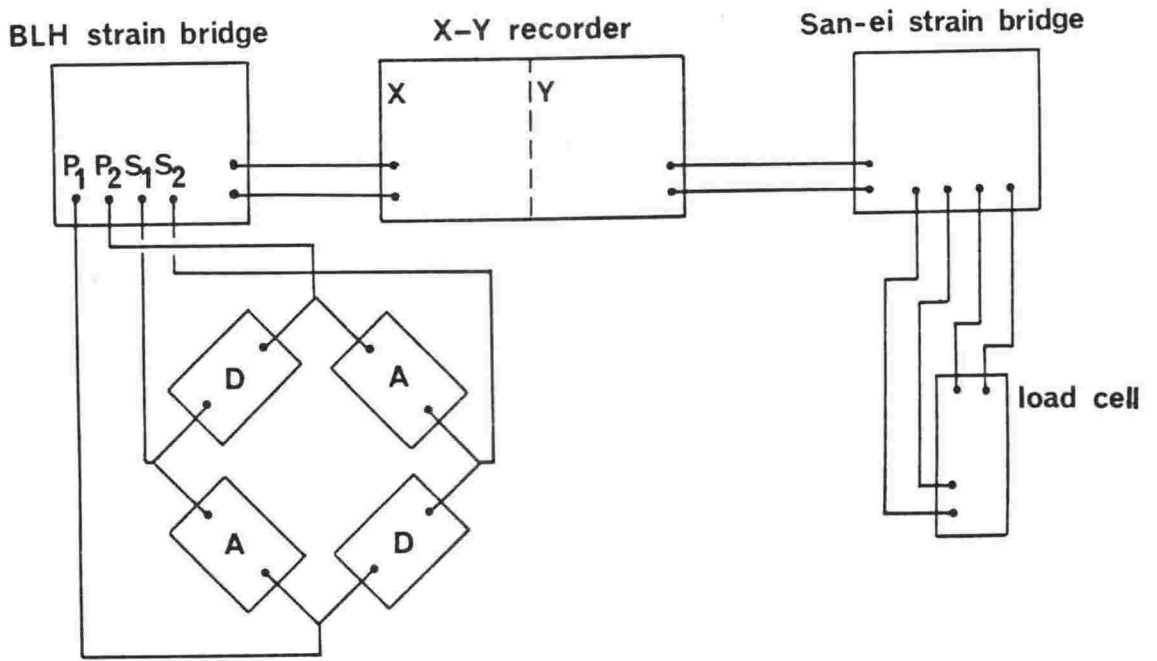 BLH strain bridge
X-Y recorder
San-ei strain bridge
X
Y
P1 P2 S1 S2
D
A
load cell
A
D